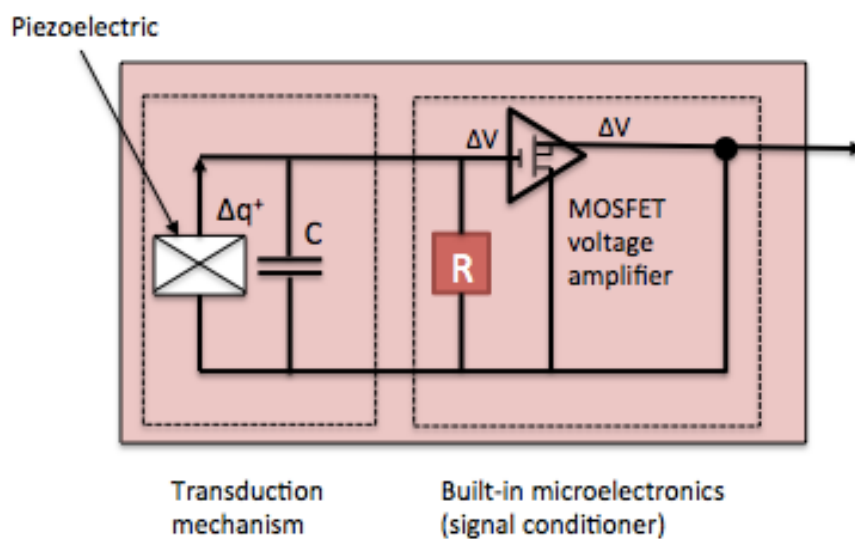 Piezoelectric
ΔV
ΔV
Δq⁺
C
R
MOSFET
voltage
amplifier
Transduction
mechanism
Built-in microelectronics
(signal conditioner)